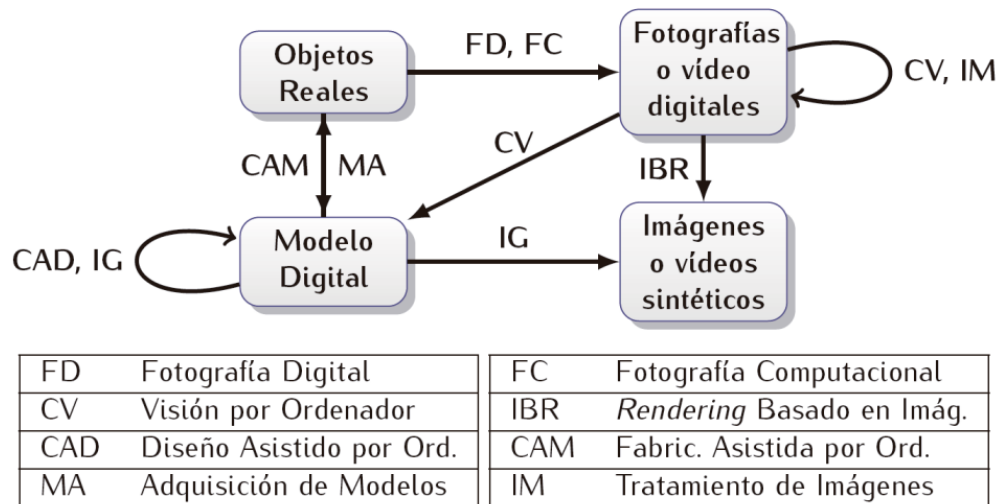 Objetos
Reales
FD, FC
Fotografías
o vídeo
digitales
CV, IM
CV
CAM
MA
IBR
CAD, IG
Modelo
Digital
IG
Imágenes
o vídeos
sintéticos
FD Fotografía Digital
FC Fotografía Computacional
CV Visión por Ordenador
IBR Rendering Basado en Imág.
CAD Diseño Asistido por Ord.
CAM Fabric. Asistida por Ord.
MA Adquisición de Modelos
IM Tratamiento de Imágenes